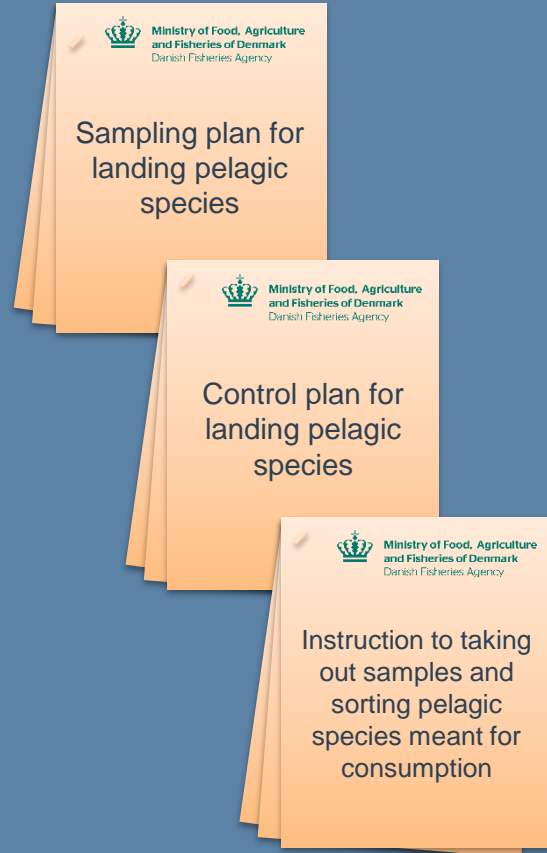 Ministry of Food, Agriculture
and Fisheries of Denmark
Danish Fisheries Agency
Sampling plan for
landing pelagic
species
Ministry of Food, Agriculture
and Fisheries of Denmark
Danish Fisheries Agency
Control plan for
landing pelagic
species
Ministry of Food, Agriculture
and Fisheries of Denmark
Danish Fisheries Agency
Instruction to taking
out samples and
sorting pelagic
species meant for
consumption